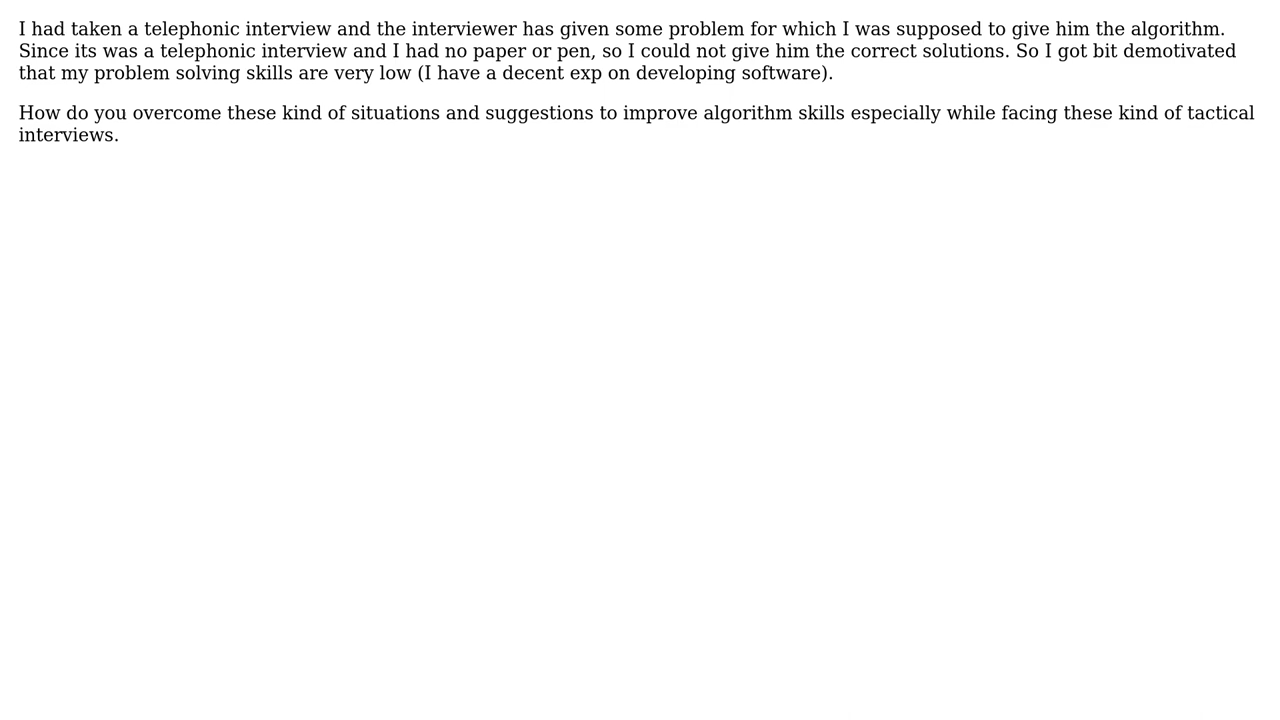 I had taken a telephonic interview and the interviewer has given some problem for which I was supposed to give him the algorithm.
Since its was a telephonic interview and I had no paper or pen, so I could not give him the correct solutions. So I got bit demotivated
that my problem solving skills are very low (I have a decent exp on developing software).
How do you overcome these kind of situations and suggestions to improve algorithm skills especially while facing these kind of tactical
interviews.